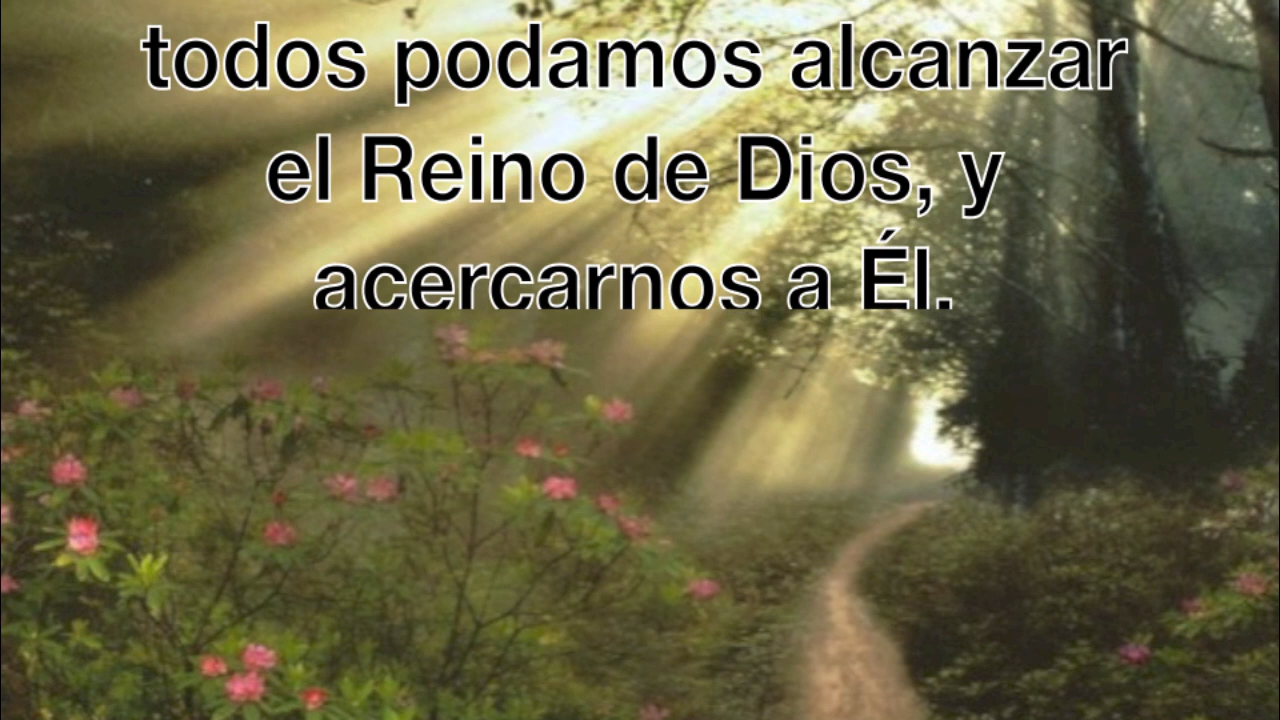 todos podamos alcanzar
el Reino de Dios, y
acercarnos a Él.